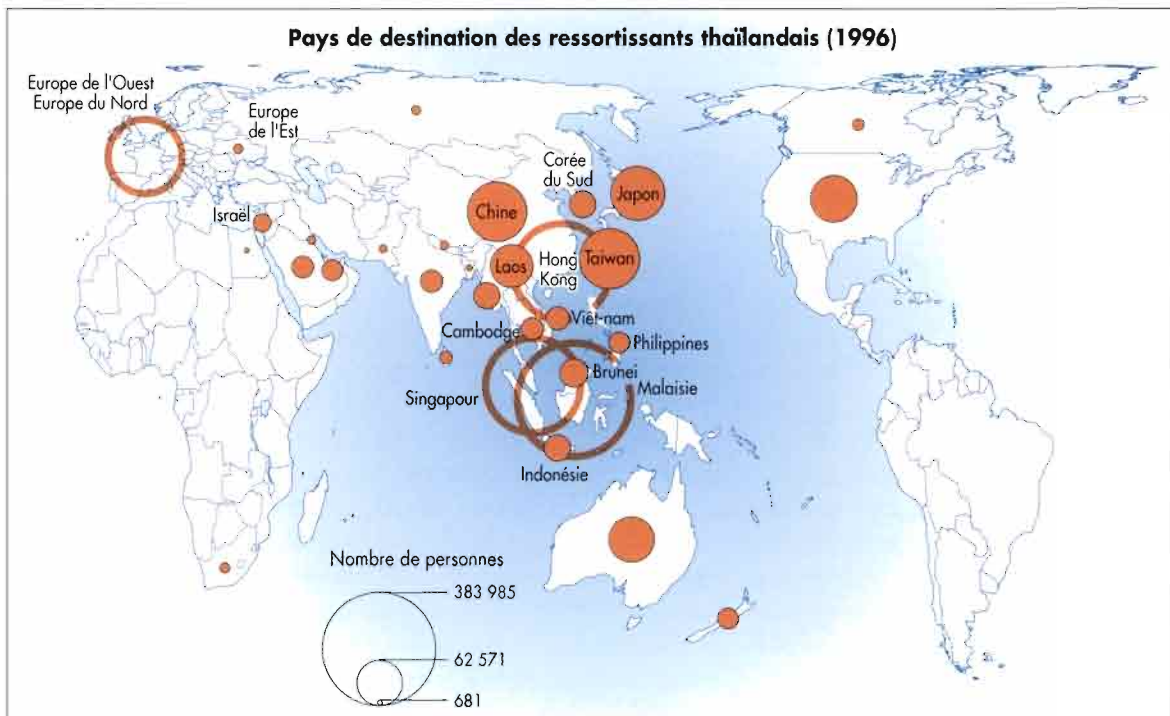 Pays de destination des ressortissants thaïlandais (1996)
Europe de l'Ouest
Europe du Nord
Europe
de l'Est
Israël
Corée
du Sud
Japon
Chine
Laos
Hong
Kong
Taiwan
Cambodge
Viêt-nam
Philippines
Brunei
Singapour
Malaisie
Indonésie
Nombre de personnes
383 985
62 571
681